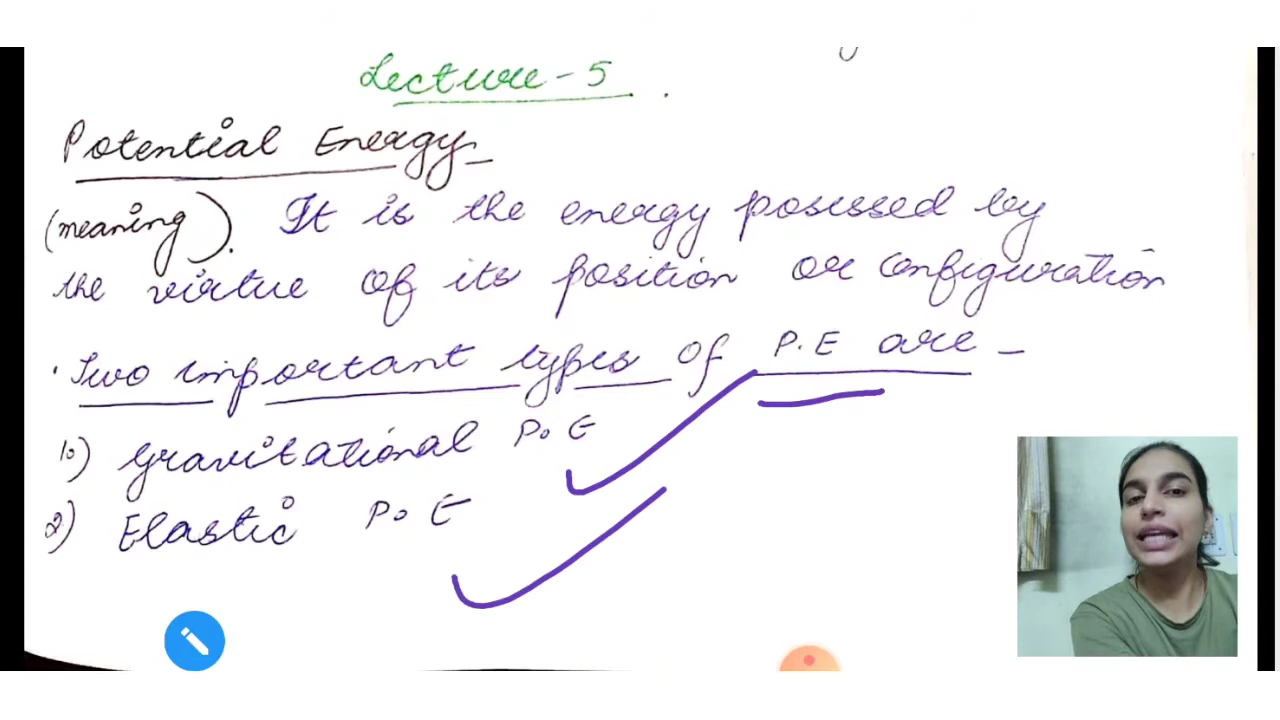 Lecture-5.
Potential Energy-
(meaning). It is the energy posessed by
the virtue of its position or configuration
. Two important types of P.E are -
1.) Gravitational P.E
2) Elastic P.E